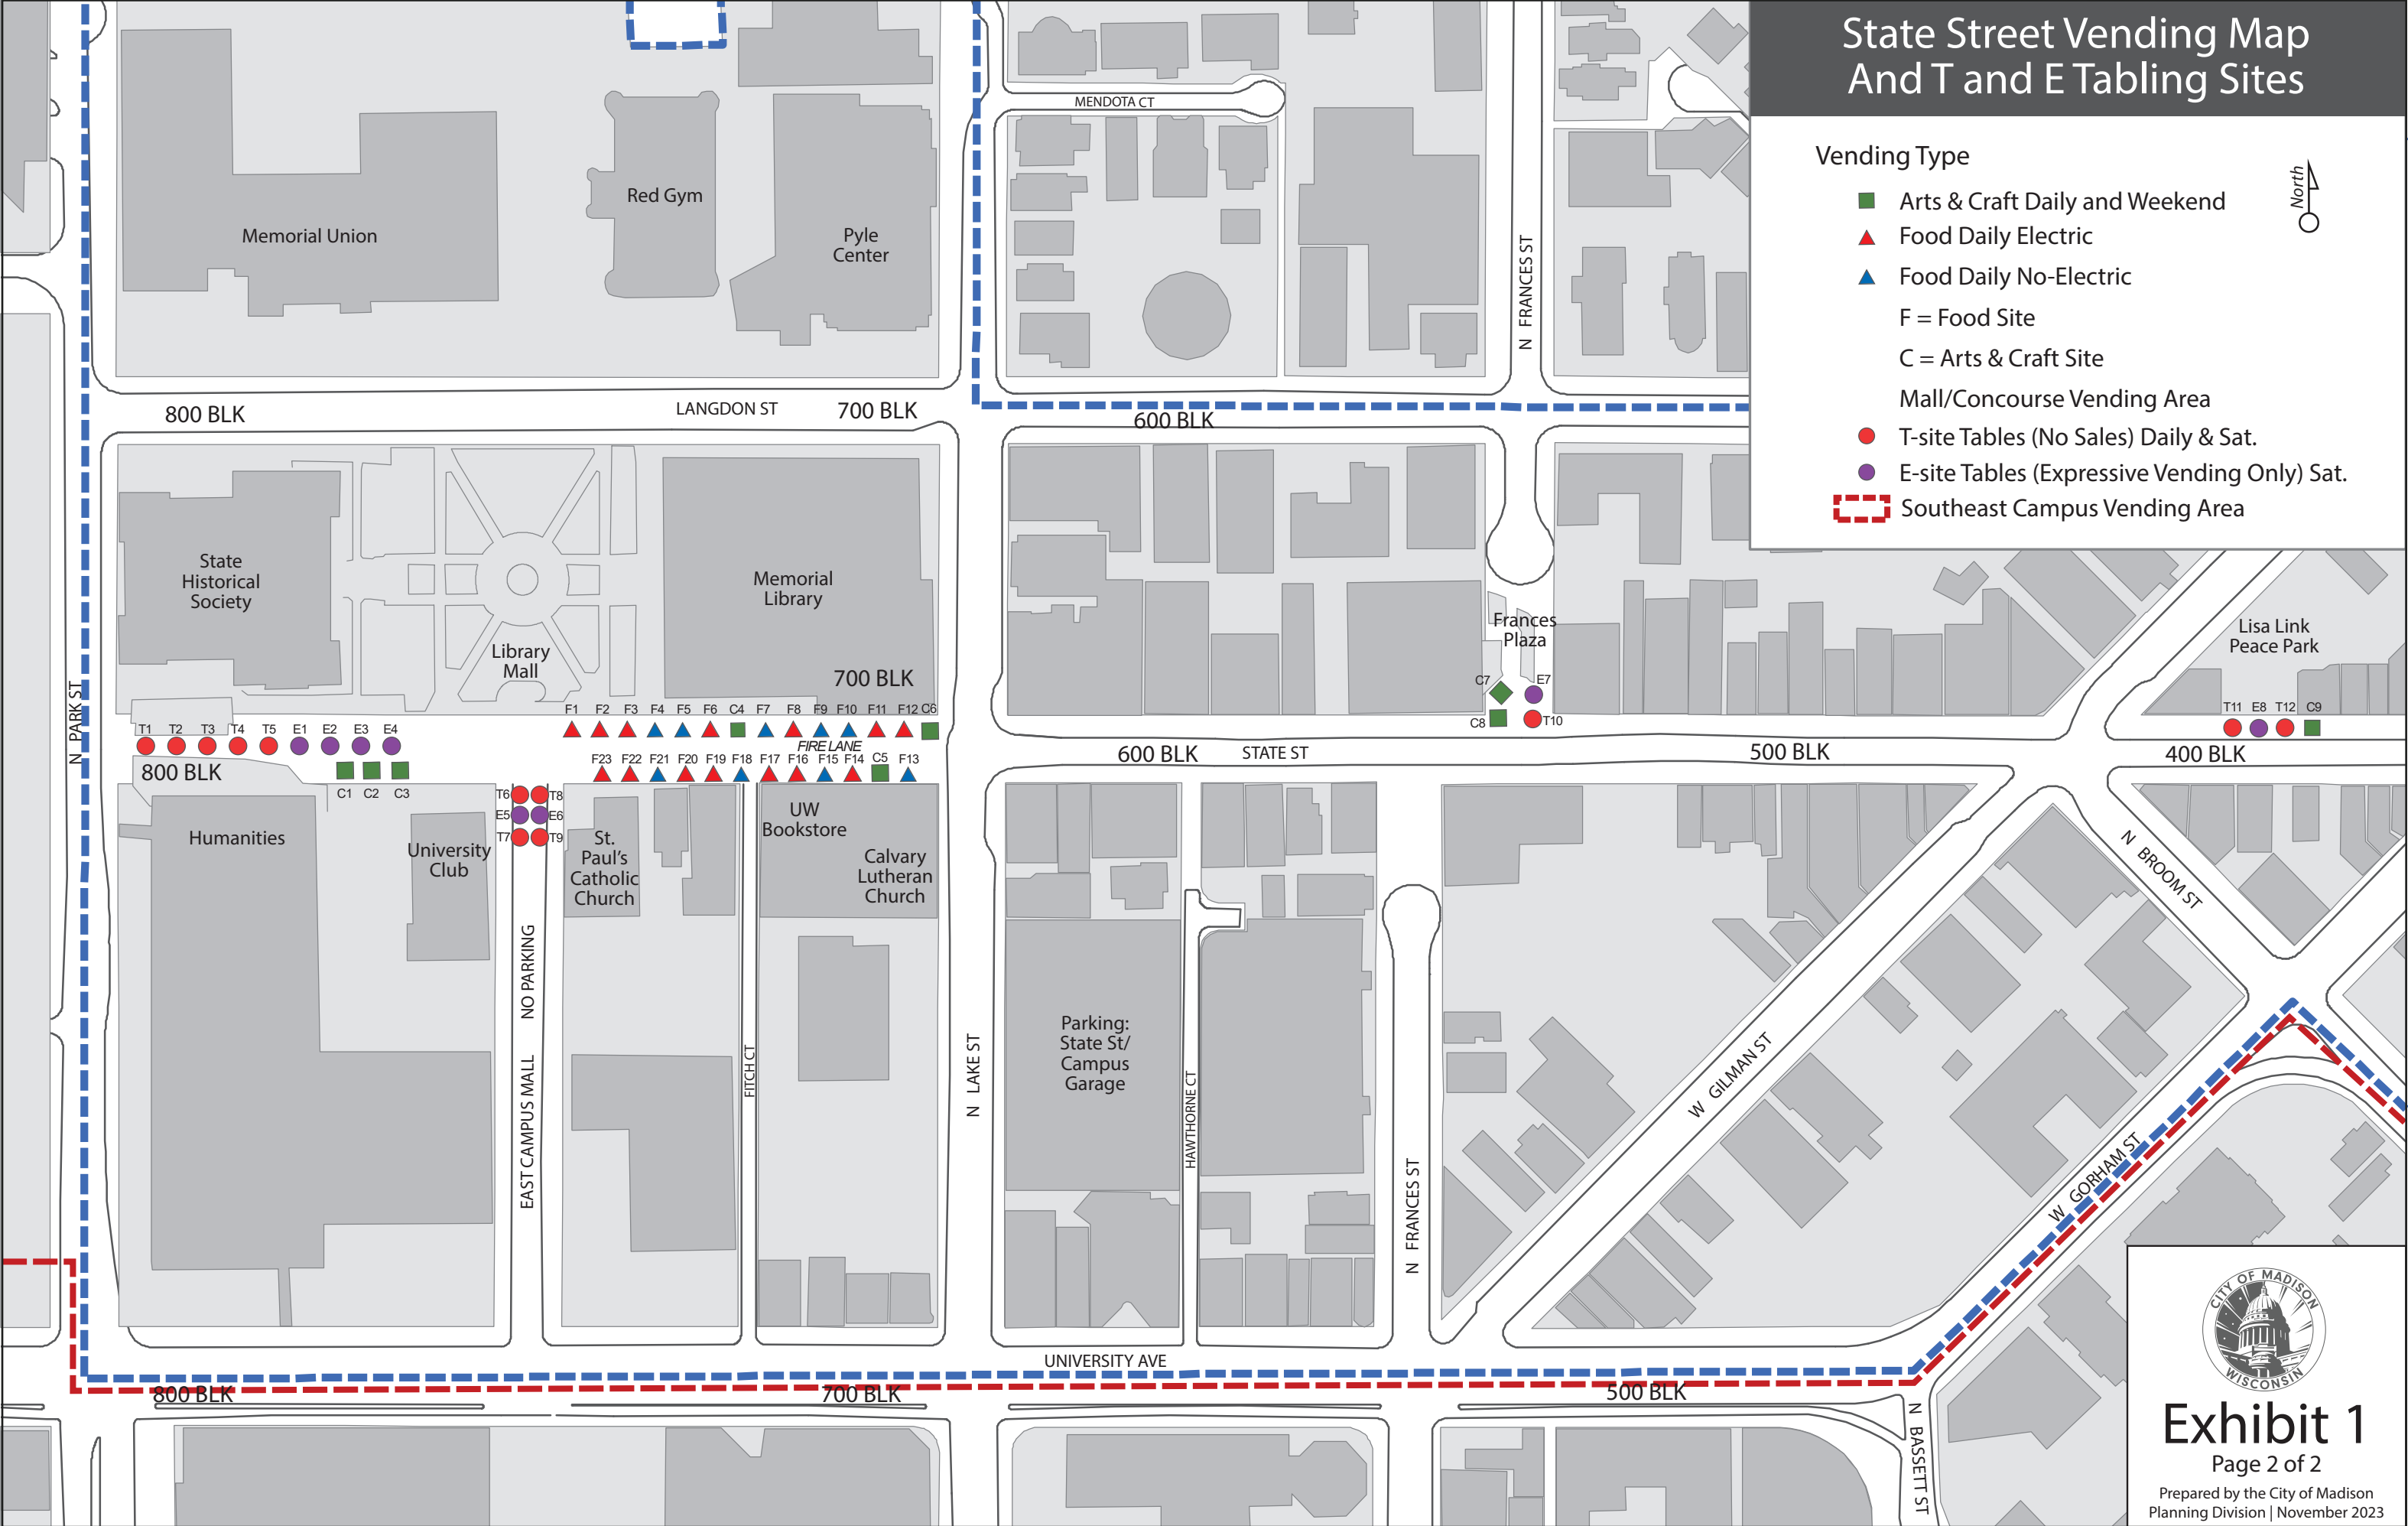 State Street Vending Map
And T and E Tabling Sites
Vending Type
North
Arts & Craft Daily and Weekend
Food Daily Electric
Food Daily No-Electric
F = Food Site
C = Arts & Craft Site
Mall/Concourse Vending Area
T-site Tables (No Sales) Daily & Sat.
E-site Tables (Expressive Vending Only) Sat.
Southeast Campus Vending Area
MENDOTA CT
Red Gym
Memorial Union
Pyle
Center
N FRANCES ST
800 BLK
LANGDON ST
700 BLK
600 BLK
State
Historical
Society
Memorial
Library
Library
Mall
700 BLK
Frances
Plaza
Lisa Link
Peace Park
N PARK ST
C7
E7
C8
T10
T11
E8
T12
C9
T1
T2
T3
T4
T5
E1
E2
E3
E4
F1
F2
F3
F4
F5
F6
C4
F7
F8
F9
F10
F11
F12
C6
FIRE LANE
600 BLK
STATE ST
500 BLK
400 BLK
800 BLK
C1
C2
C3
F23
F22
F21
F20
F19
F18
F17
F16
F15
F14
C5
F13
T6
T8
E5
E6
T7
T9
Humanities
University
Club
St.
Paul's
Catholic
Church
UW
Bookstore
Calvary
Lutheran
Church
N BROOM ST
EAST CAMPUS MALL NO PARKING
FITCH CT
N LAKE ST
Parking:
State St/
Campus
Garage
HAWTHORNE CT
N FRANCES ST
W GILMAN ST
W GORHAM ST
UNIVERSITY AVE
800 BLK
700 BLK
500 BLK
N BASSETT ST
CITY OF MADISON
WISCONSIN
Exhibit 1
Page 2 of 2
Prepared by the City of Madison
Planning Division | November 2023